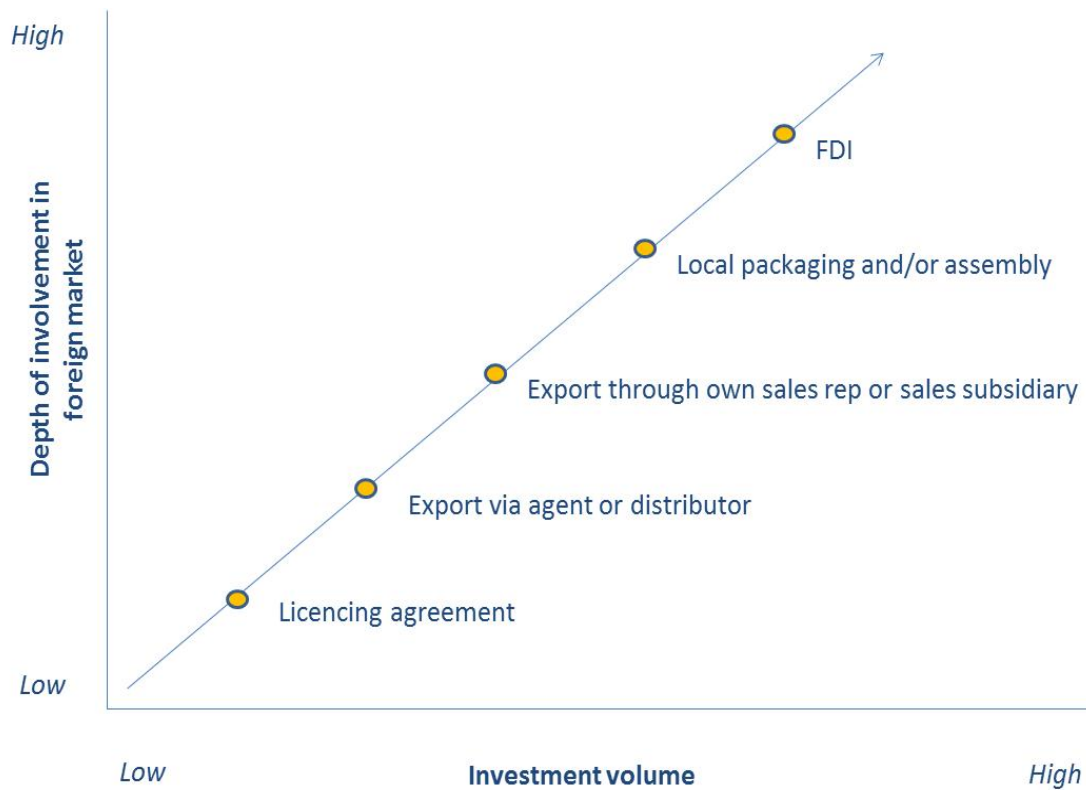 High
FDI
Depth of involvement in
foreign market
Local packaging and/or assembly
Export through own sales rep or sales subsidiary
Export via agent or distributor
Licencing agreement
Low
Low
Investment volume
High